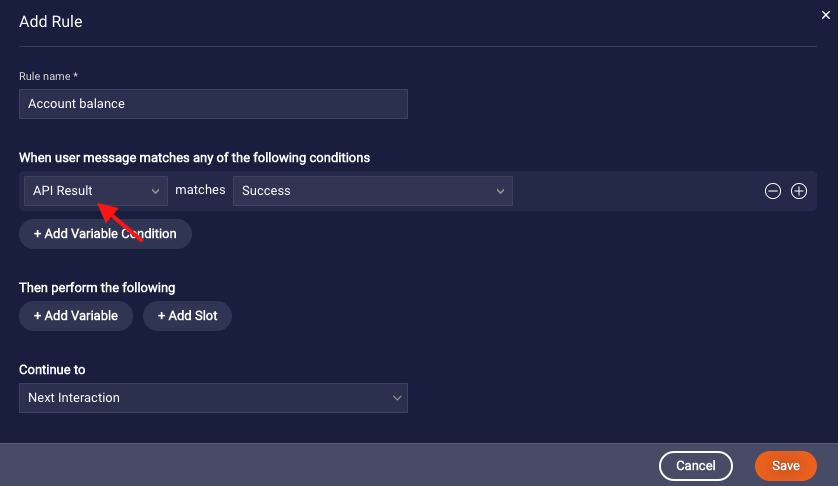 Add Rule
Rule name *
Account balance
When user message matches any of the following conditions
API Result matches Success
+ Add Variable Condition
Then perform the following
+ Add Variable + Add Slot
Continue to
Next Interaction
Cancel Save